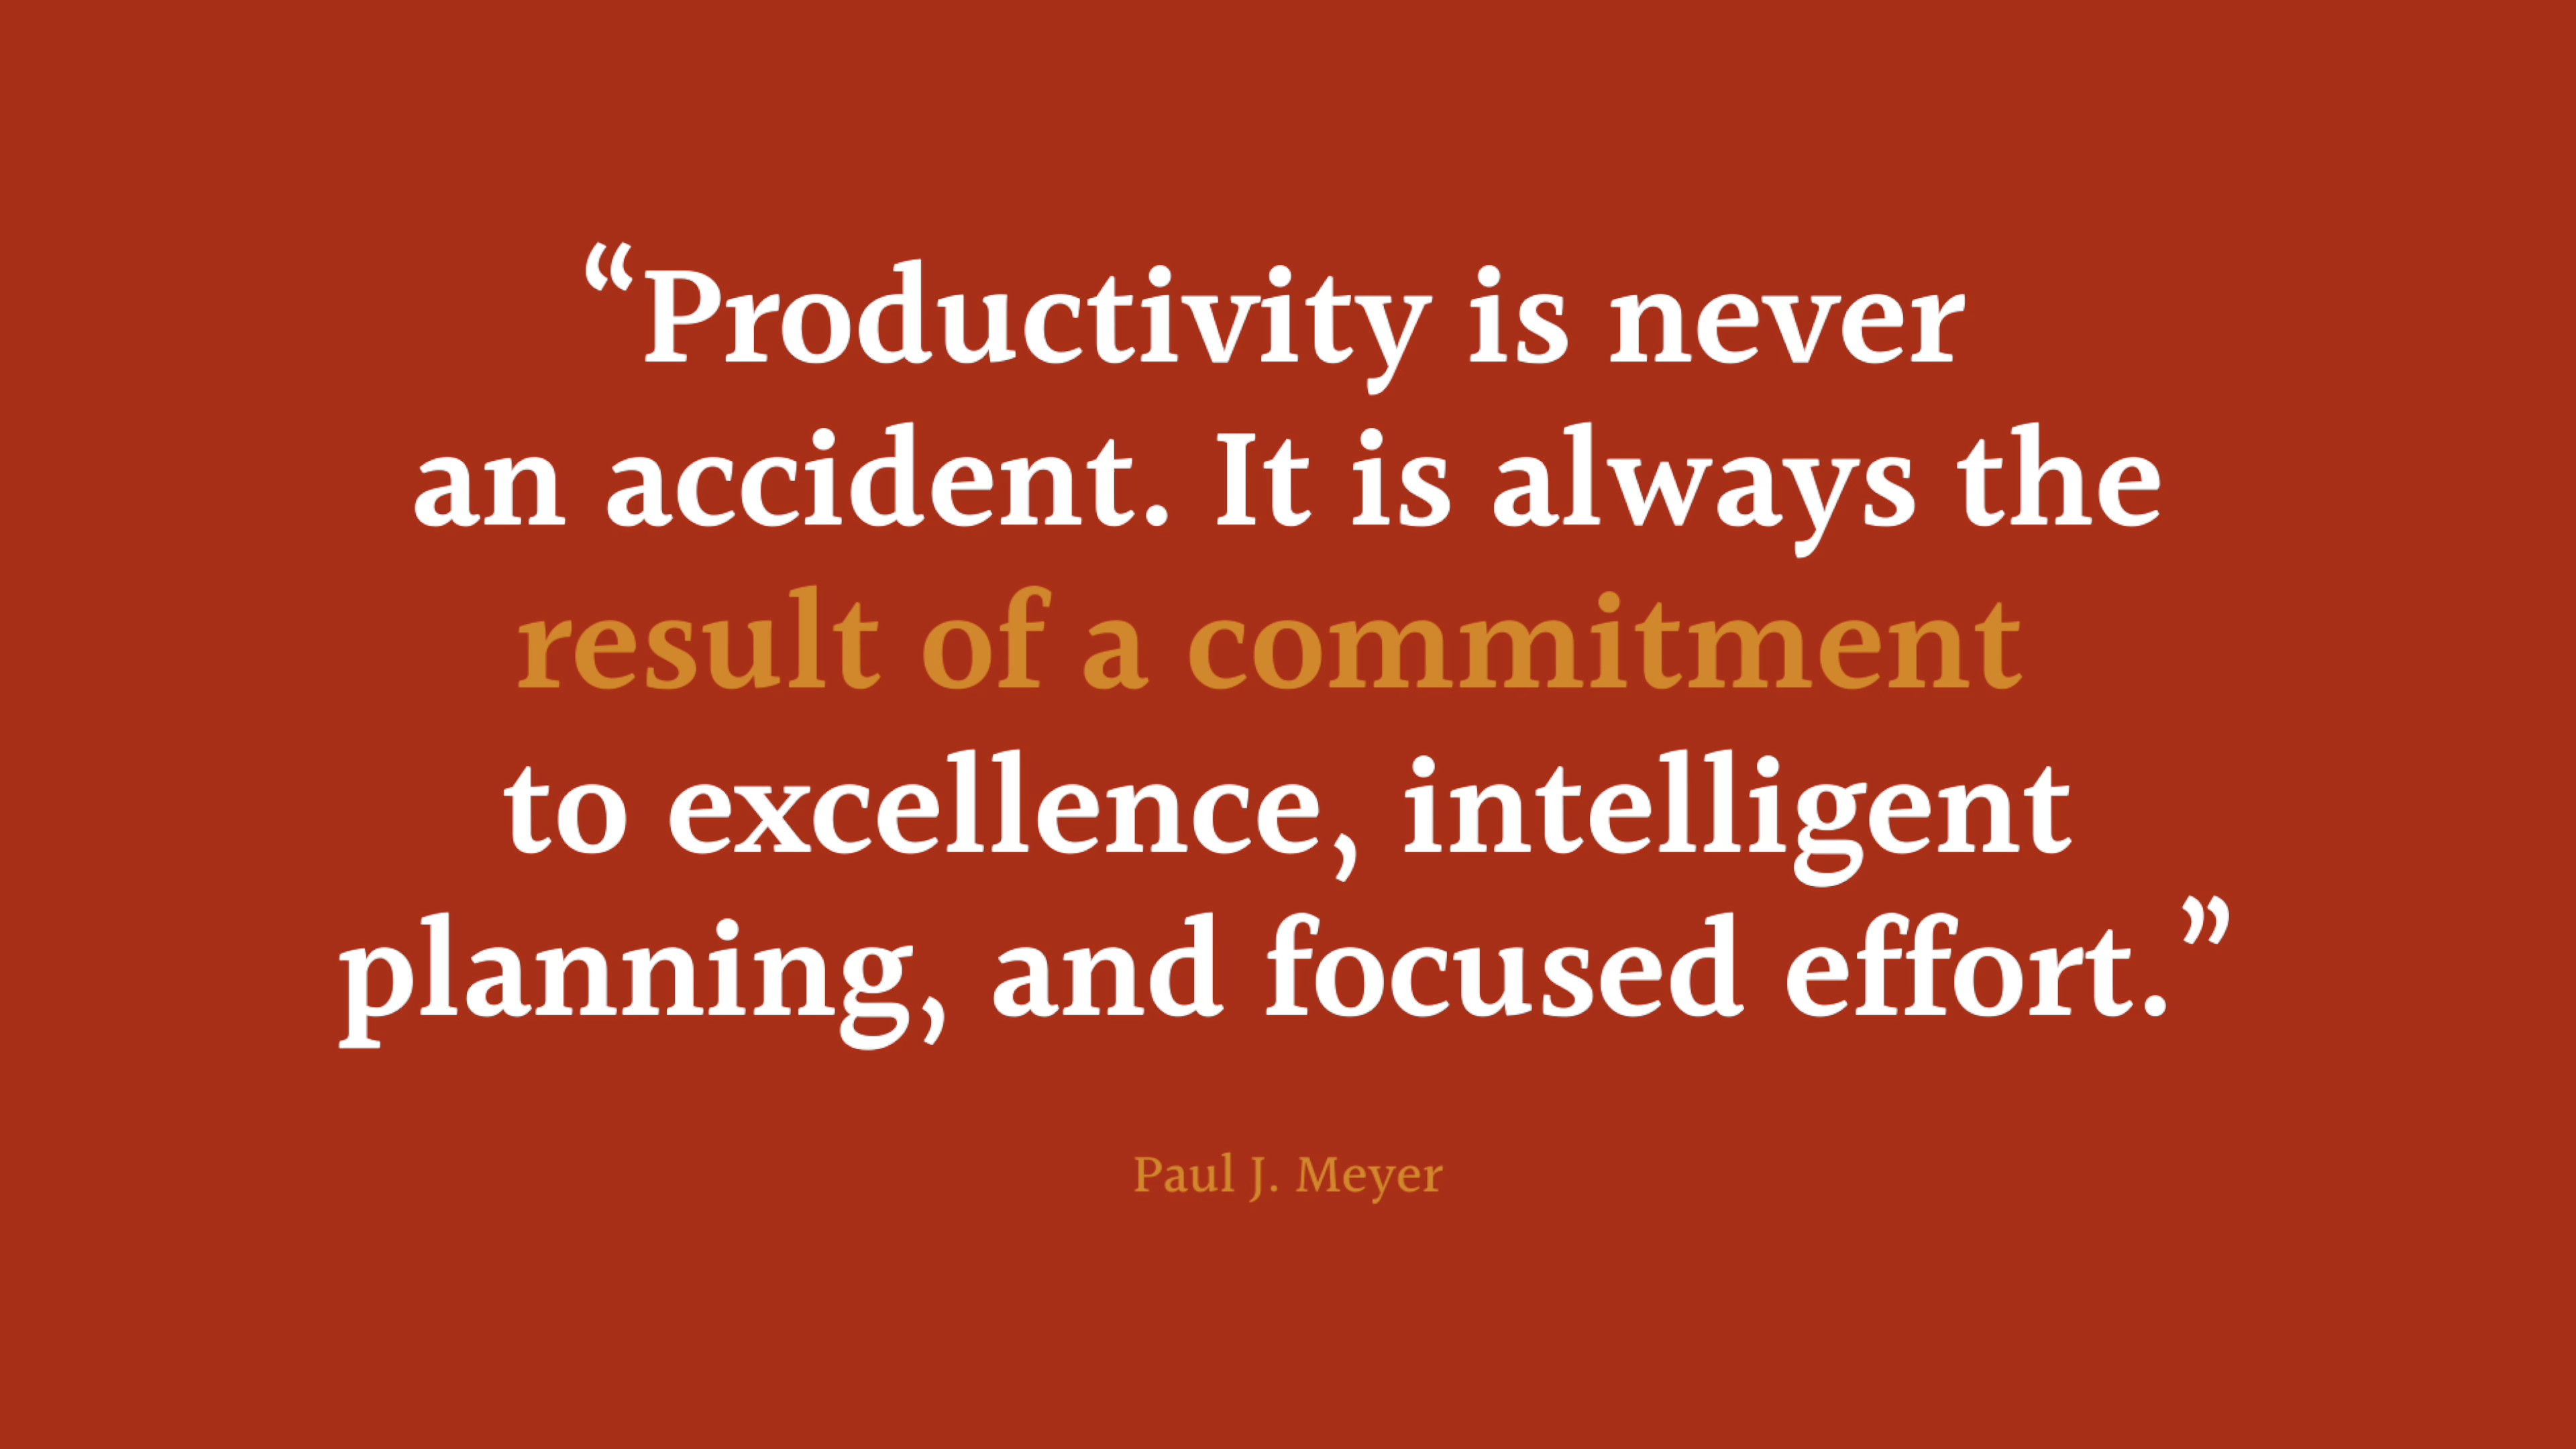 “Productivity is never
an accident. It is always the
result of a commitment
to excellence, intelligent
planning, and focused effort.”
Paul J. Meyer